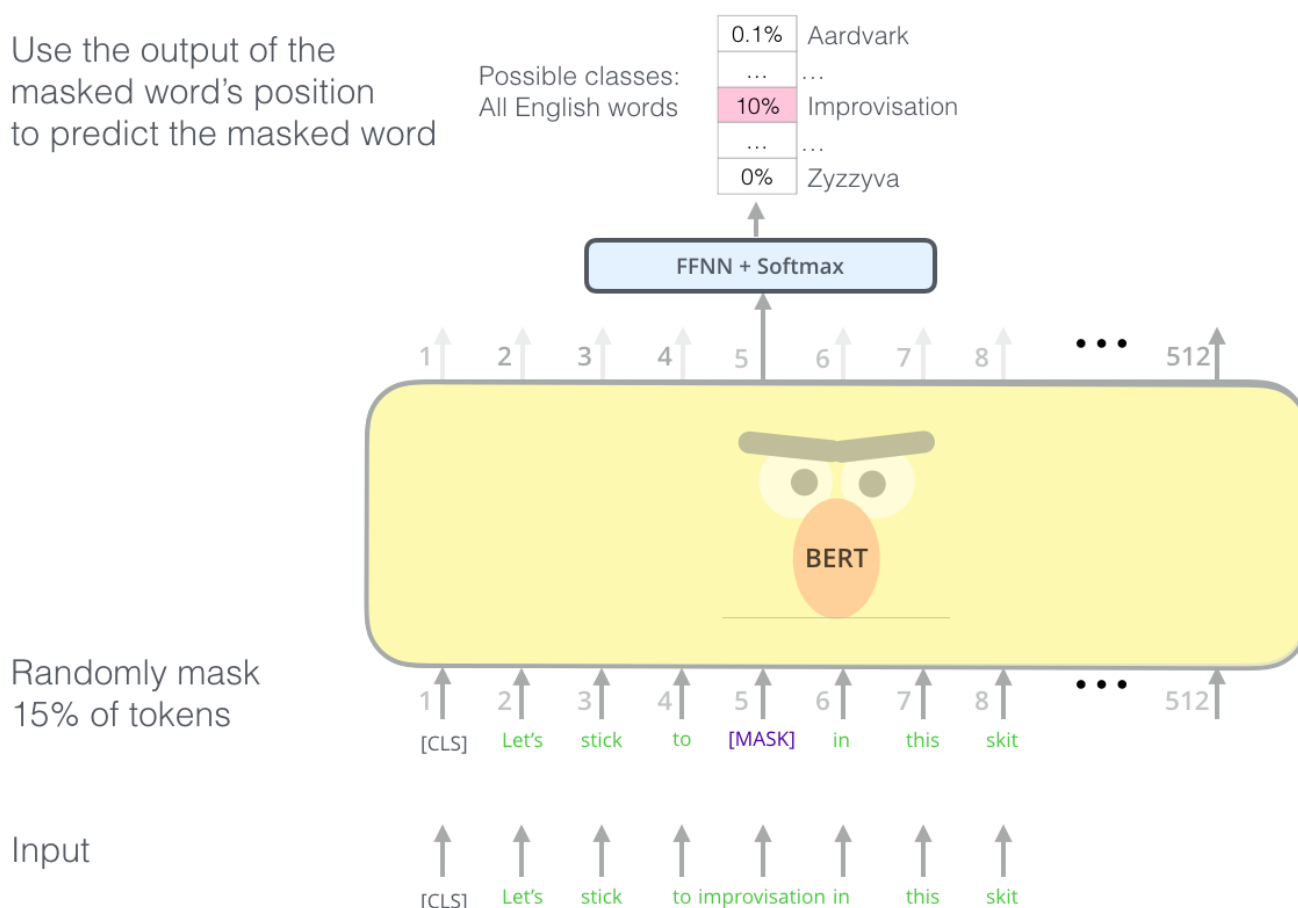 Use the output of the
masked word's position
to predict the masked word
Possible classes:
All English words
0.1% Aardvark
... ...
10% Improvisation
... ...
0% Zyzzyva
FFNN + Softmax
1 2 3 4 5 6 7 8 ••• 512
BERT
Randomly mask
15% of tokens
1 2 3 4 5 6 7 8 ••• 512
[CLS] Let's stick to [MASK] in this skit
Input
[CLS] Let's stick to improvisation in this skit